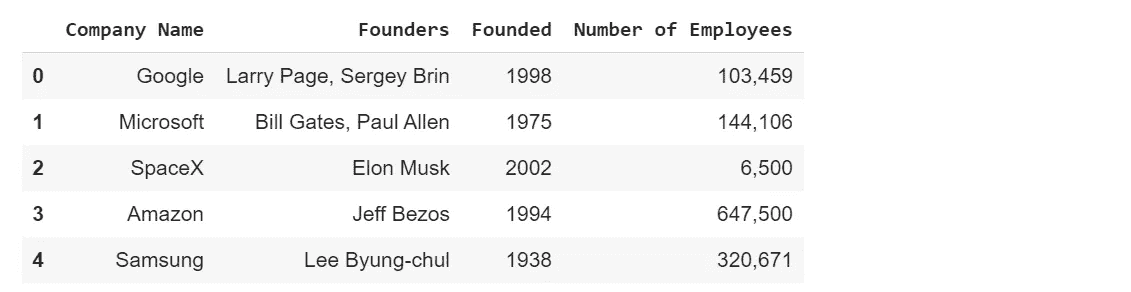 Company Name Founders Founded Number of Employees
0 Google Larry Page, Sergey Brin 1998 103,459
1 Microsoft Bill Gates, Paul Allen 1975 144,106
2 SpaceX Elon Musk 2002 6,500
3 Amazon Jeff Bezos 1994 647,500
4 Samsung Lee Byung-chul 1938 320,671